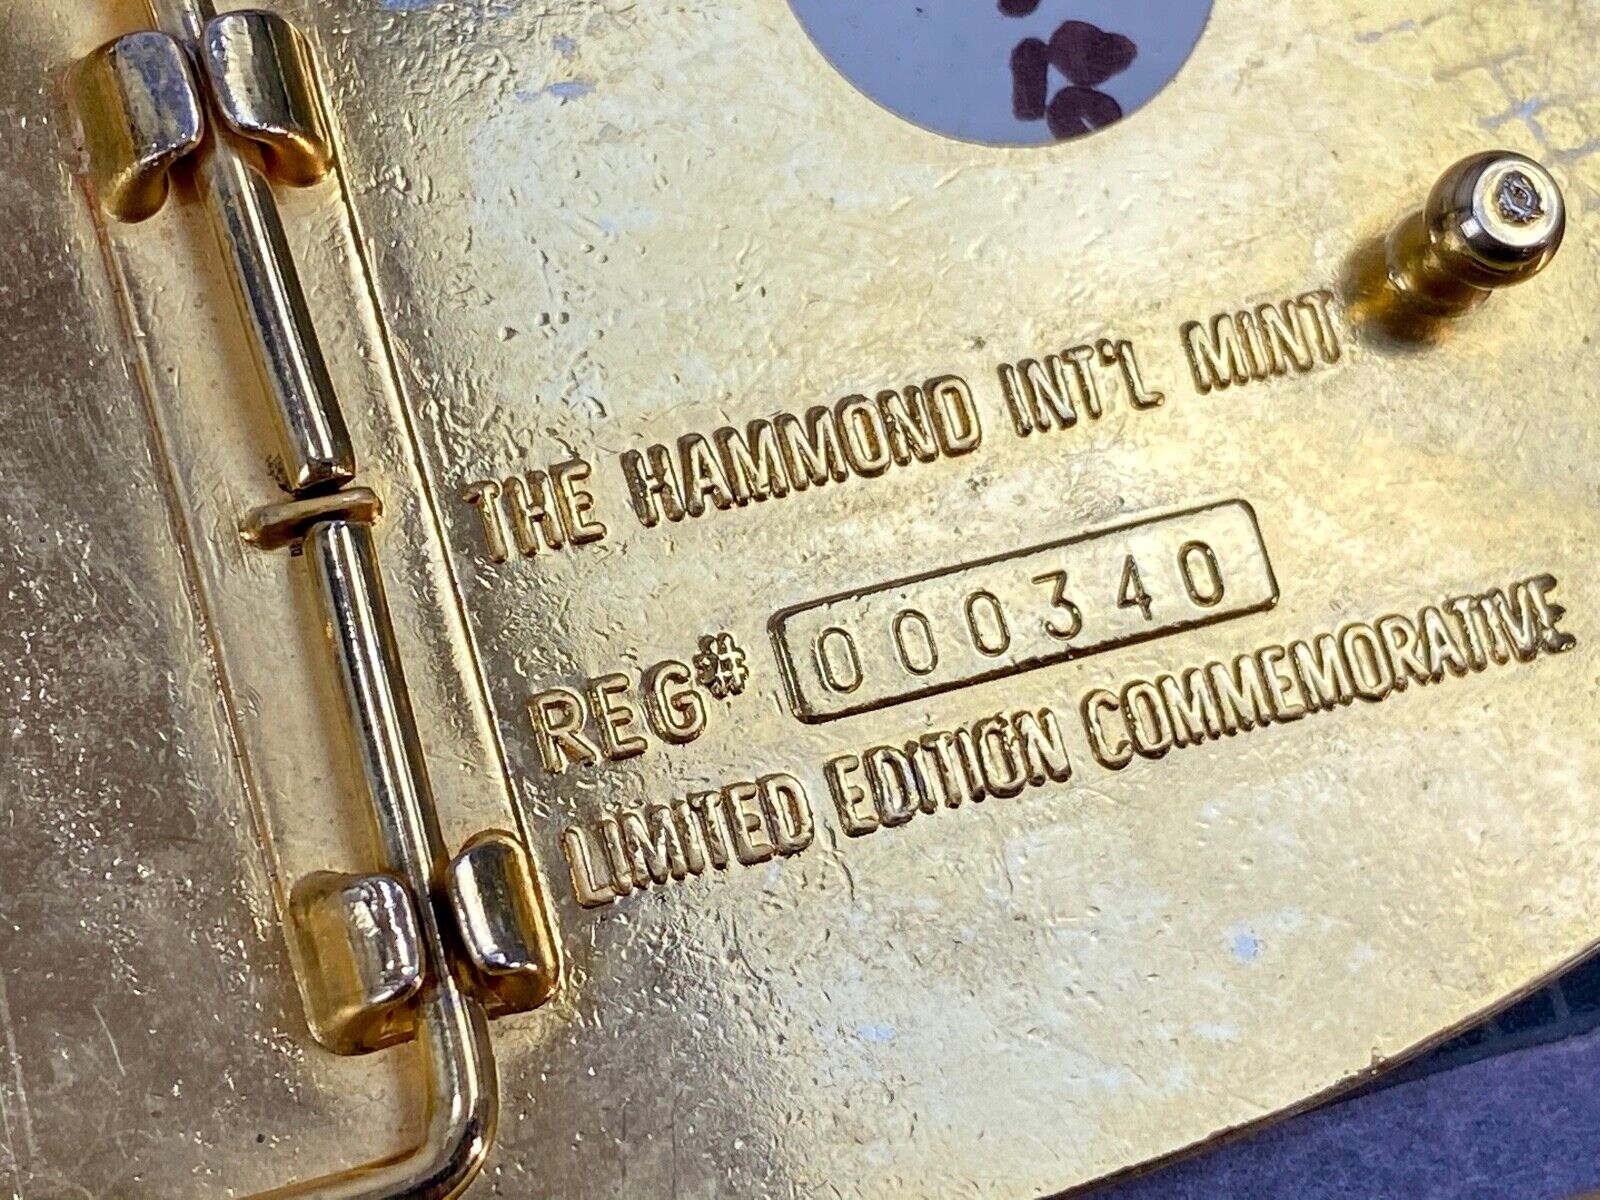 THE HAMMOND INT'L MINT
REG# 000340
LIMITED EDITION COMMEMORATIVE